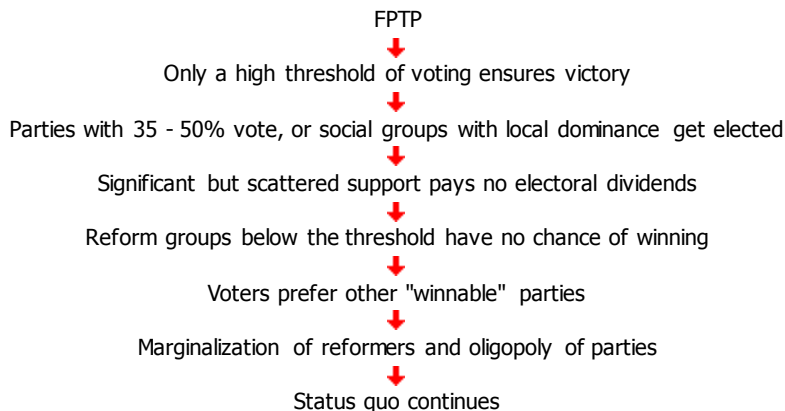 FPTP
Only a high threshold of voting ensures victory
Parties with 35 - 50% vote, or social groups with local dominance get elected
Significant but scattered support pays no electoral dividends
Reform groups below the threshold have no chance of winning
Voters prefer other "winnable" parties
Marginalization of reformers and oligopoly of parties
Status quo continues